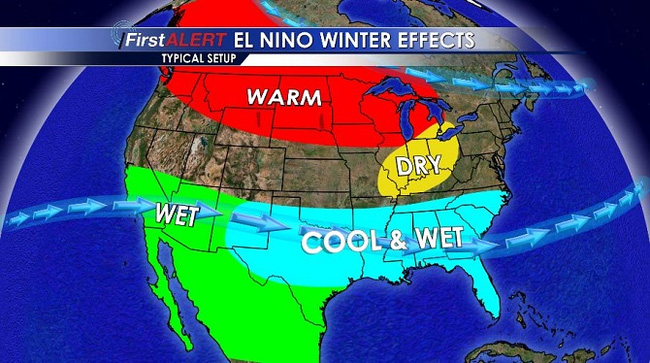 FirstALERT EL NINO WINTER EFFECTS
TYPICAL SETUP
WARM
DRY
WET
COOL & WET